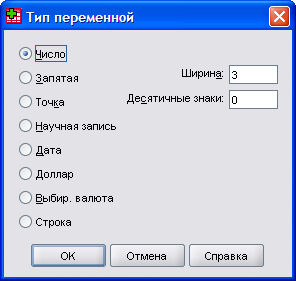 Тип переменной
Число
Запятая
Точка
Научная запись
Дата
Доллар
Выбир. валюта
Строка
Ширина: 3
Десятичные знаки: 0
OK
Отмена
Справка